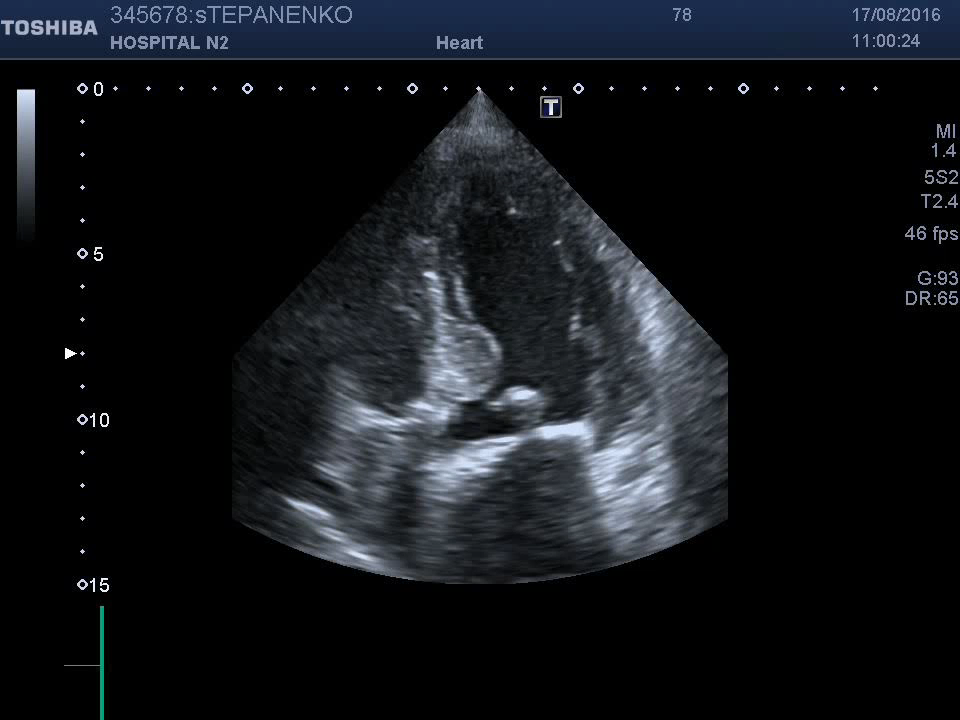 TOSHIBA
345678:sTEPANENKO
78
17/08/2016
HOSPITAL N2
Heart
11:00:24
0
T
MI
1.4
5S2
T2.4
46 fps
5
G:93
DR:65
10
15